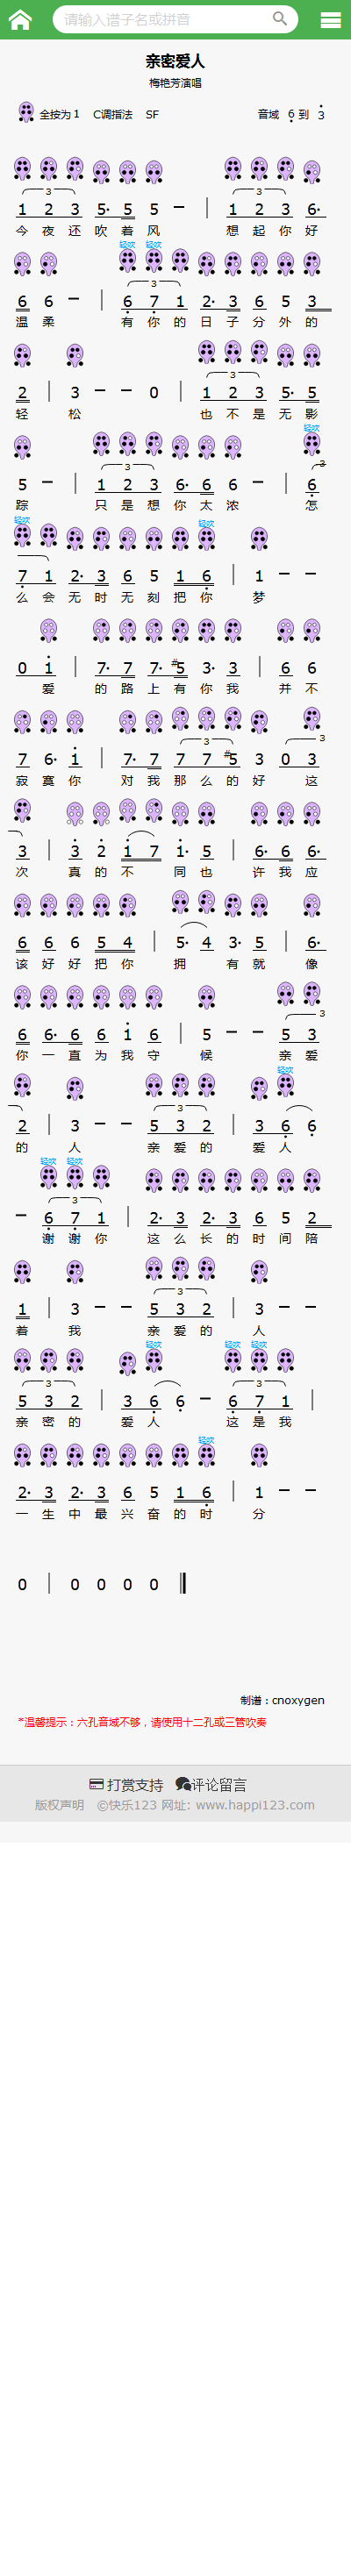 请输入谱子名或拼音
亲密爱人
梅艳芳演唱
全按为1 C调指法 SF 音域 6 到 3
3 3
1 2 3 5· 5 5 - | 1 2 3 6·
今 夜 还 吹 着 风 想 起 你 好
轻吹 轻吹
3
6 6 - | 6 7 1 2· 3 6 5 3
温 柔 有 你 的 日 子 分 外 的
3
2 | 3 - - 0 | 1 2 3 5· 5
轻 松 也 不 是 无 影
轻吹
3 3
5 - | 1 2 3 6· 6 6 - | 6
踪 只 是 想 你 太 浓 怎
轻吹 轻吹
7 1 2· 3 6 5 1 6 | 1 - -
么 会 无 时 无 刻 把 你 梦
0 1 | 7· 7 7· #5 3· 3 | 6 6
爱 的 路 上 有 你 我 并 不
3 3
7 6· 1 | 7· 7 7 7 #5 3 0 3
寂 寞 你 对 我 那 么 的 好 这
3 | 3 2 1 7 1· 5 | 6· 6 6·
次 真 的 不 同 也 许 我 应
6 6 6 5 4 | 5· 4 3· 5 | 6·
该 好 好 把 你 拥 有 就 像
3
6 6· 6 6 1 6 | 5 - - 5 3
你 一 直 为 我 守 候 亲 爱
轻吹
3
2 | 3 - - 5 3 2 | 3 6 6
的 人 亲 爱 的 爱 人
轻吹 轻吹
3
- 6 7 1 | 2· 3 2· 3 6 5 2
谢 谢 你 这 么 长 的 时 间 陪
3
1 | 3 - - 5 3 2 | 3 - -
着 我 亲 爱 的 人
轻吹 轻吹 轻吹
3 3
5 3 2 | 3 6 6 - 6 7 1 |
亲 密 的 爱 人 这 是 我
轻吹
2· 3 2· 3 6 5 1 6 | 1 - -
一 生 中 最 兴 奋 的 时 分
0 | 0 0 0 0 ‖
制谱：cnoxygen
*温馨提示：六孔音域不够，请使用十二孔或三管吹奏
打赏支持 评论留言
版权声明 ©快乐123 网址: www.happi123.com